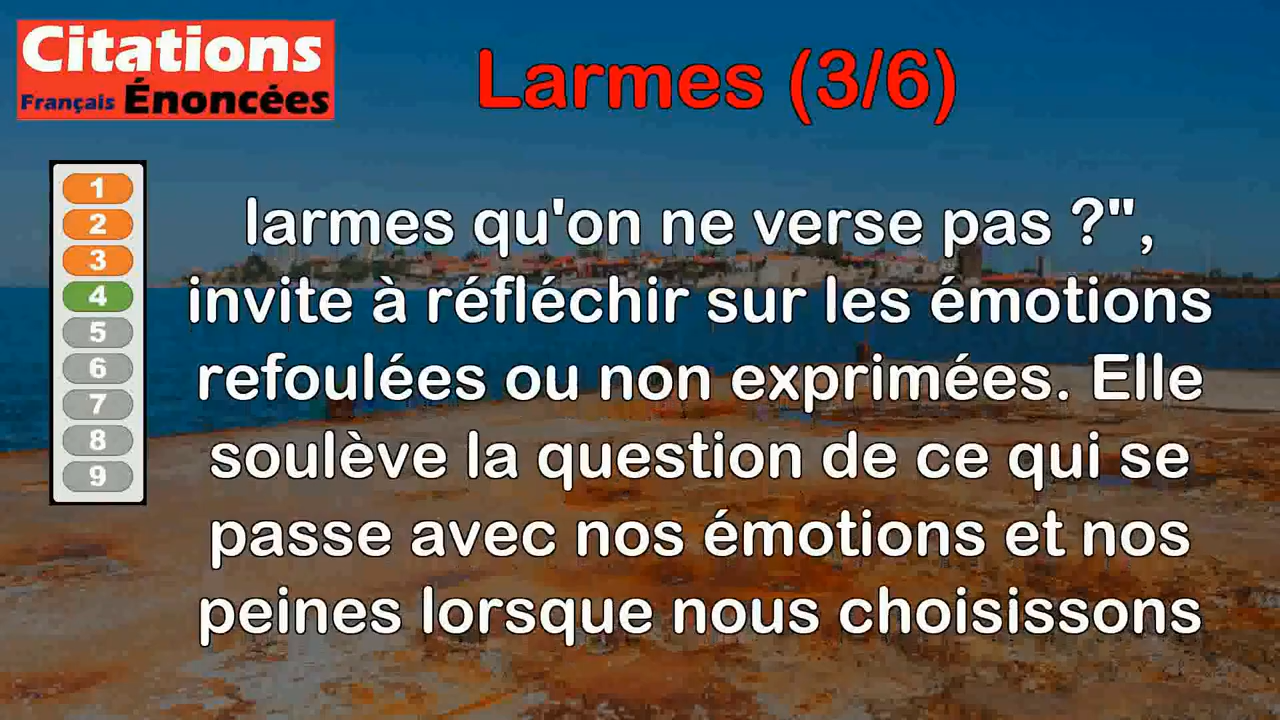 Citations
Français Énoncées
Larmes (3/6)
1
2
3
4
5
6
7
8
9
larmes qu'on ne verse pas ?",
invite à réfléchir sur les émotions
refoulées ou non exprimées. Elle
soulève la question de ce qui se
passe avec nos émotions et nos
peines lorsque nous choisissons